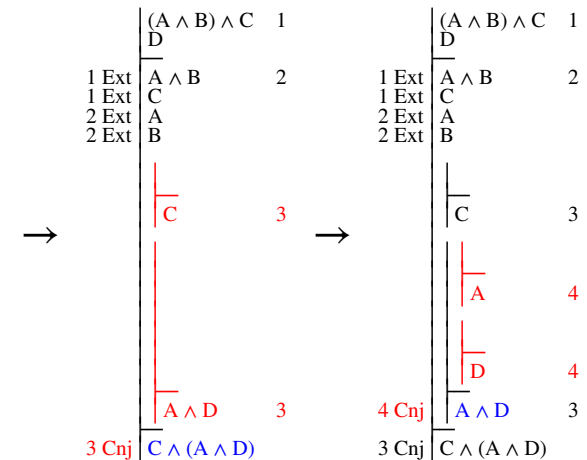 (A ∧ B) ∧ C 1
D
1 Ext A ∧ B 2
1 Ext C
2 Ext A
2 Ext B
→
C 3
A ∧ D 3
3 Cnj C ∧ (A ∧ D)
(A ∧ B) ∧ C 1
D
1 Ext A ∧ B 2
1 Ext C
2 Ext A
2 Ext B
→
C 3
A 4
D 4
4 Cnj A ∧ D 3
3 Cnj C ∧ (A ∧ D)